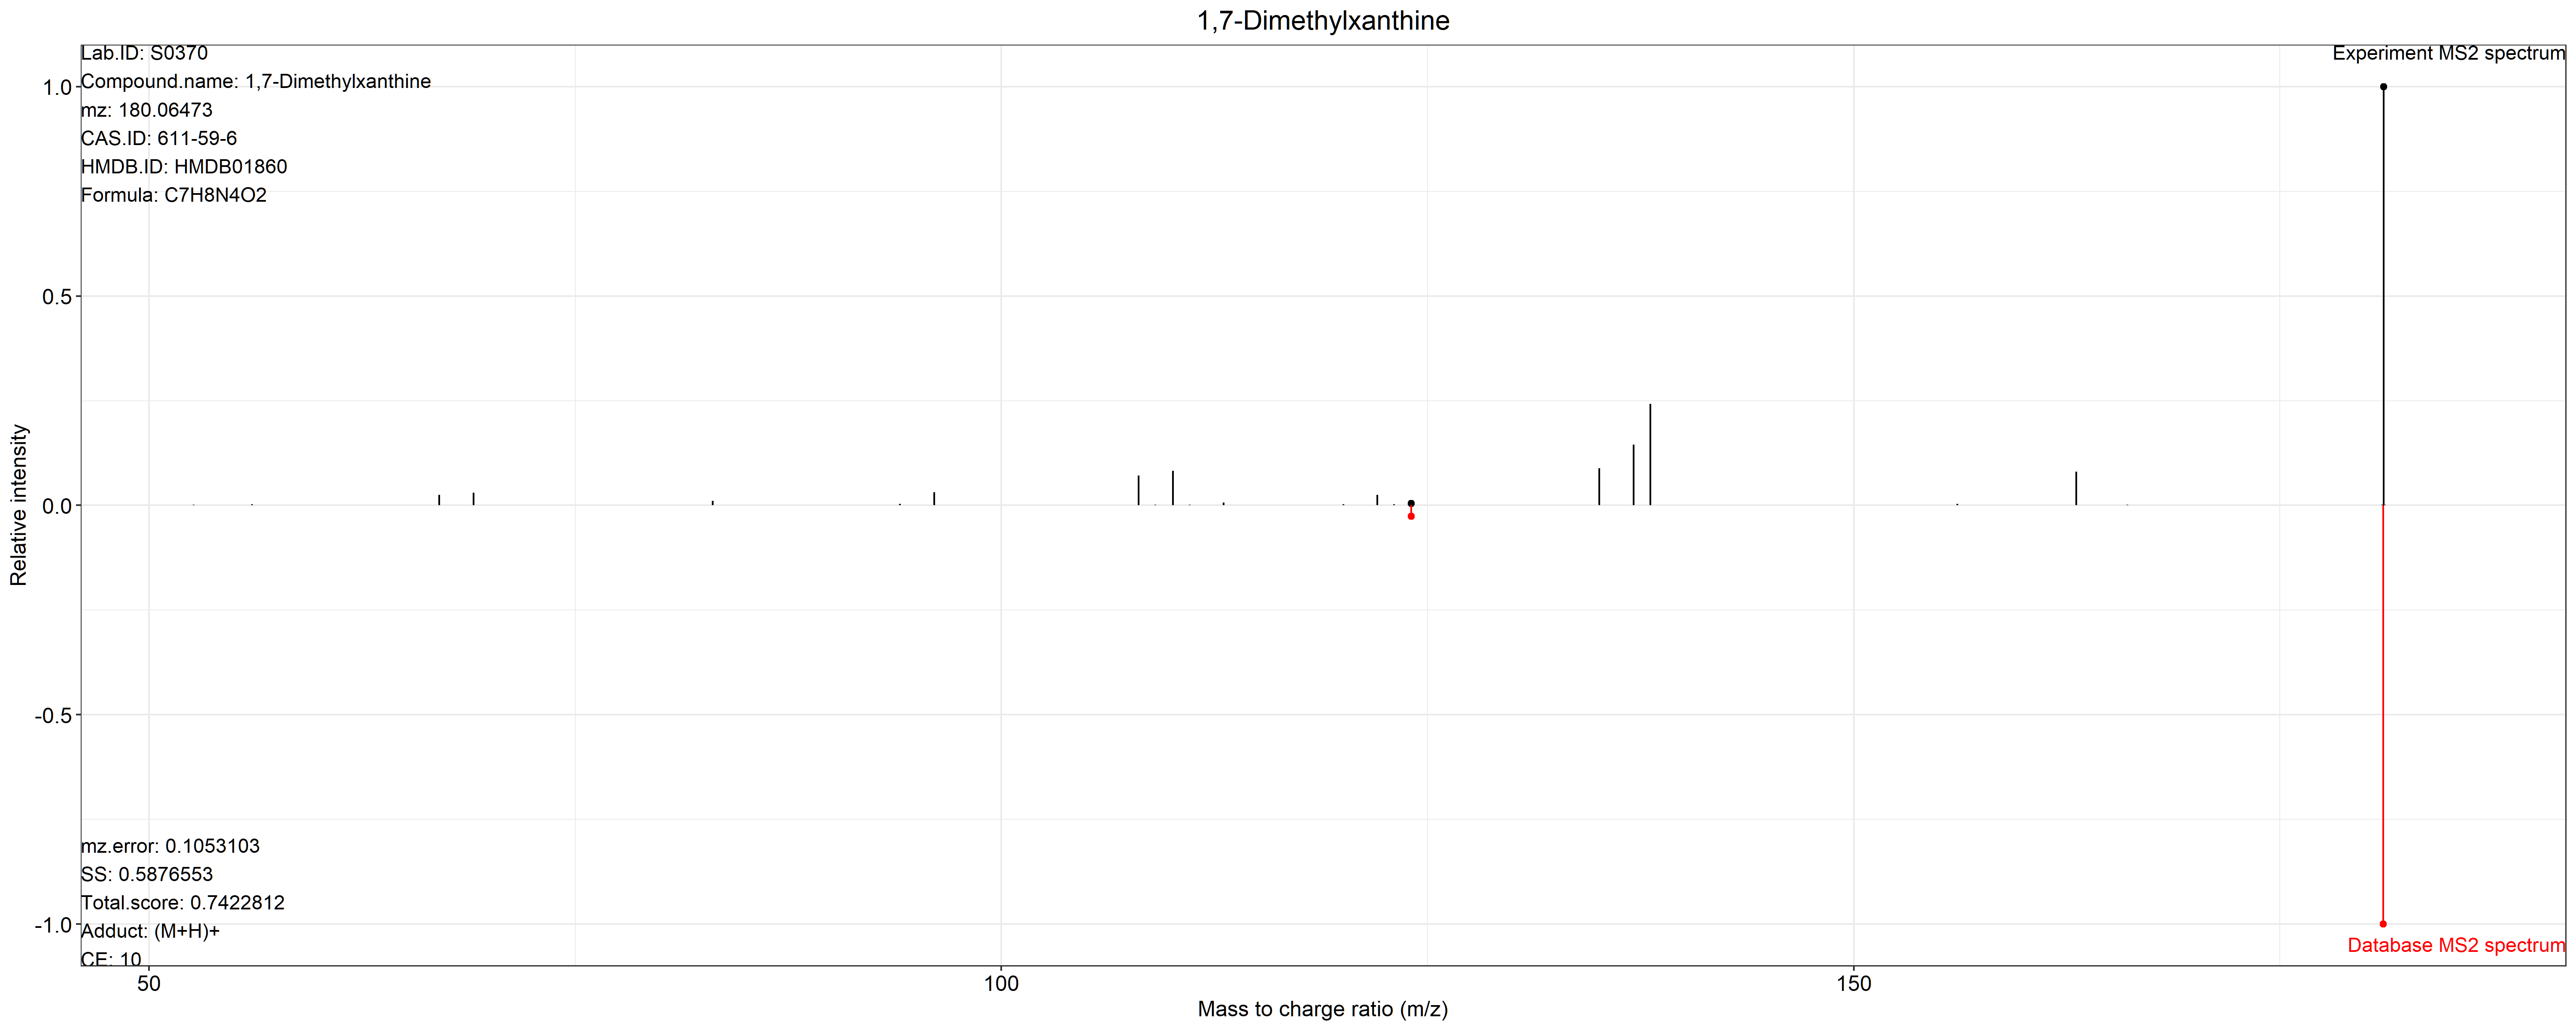 1,7-Dimethylxanthine
Lab.ID: S0370
Experiment MS2 spectrum
Compound.name: 1,7-Dimethylxanthine
mz: 180.06473
CAS.ID: 611-59-6
HMDB.ID: HMDB01860
Formula: C7H8N4O2
1.0
0.5
0.0
-0.5
-1.0
Relative intensity
mz.error: 0.1053103
SS: 0.5876553
Total.score: 0.7422812
Adduct: (M+H)+
CE: 10
Database MS2 spectrum
50
100
150
Mass to charge ratio (m/z)